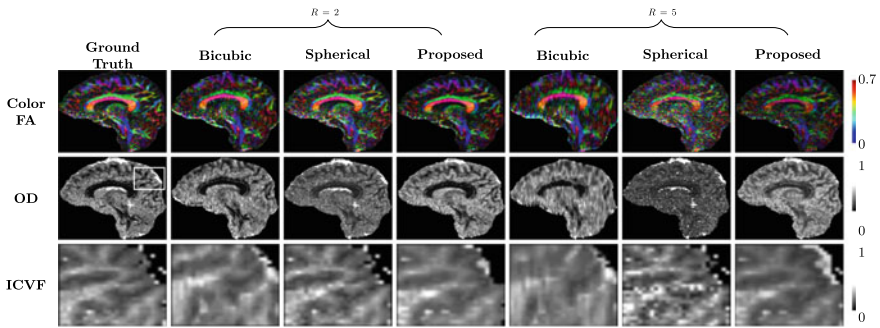 R = 2
R = 5
Ground
Truth
Bicubic
Spherical
Proposed
Bicubic
Spherical
Proposed
Color
FA
0.7
0
OD
1
0
ICVF
1
0